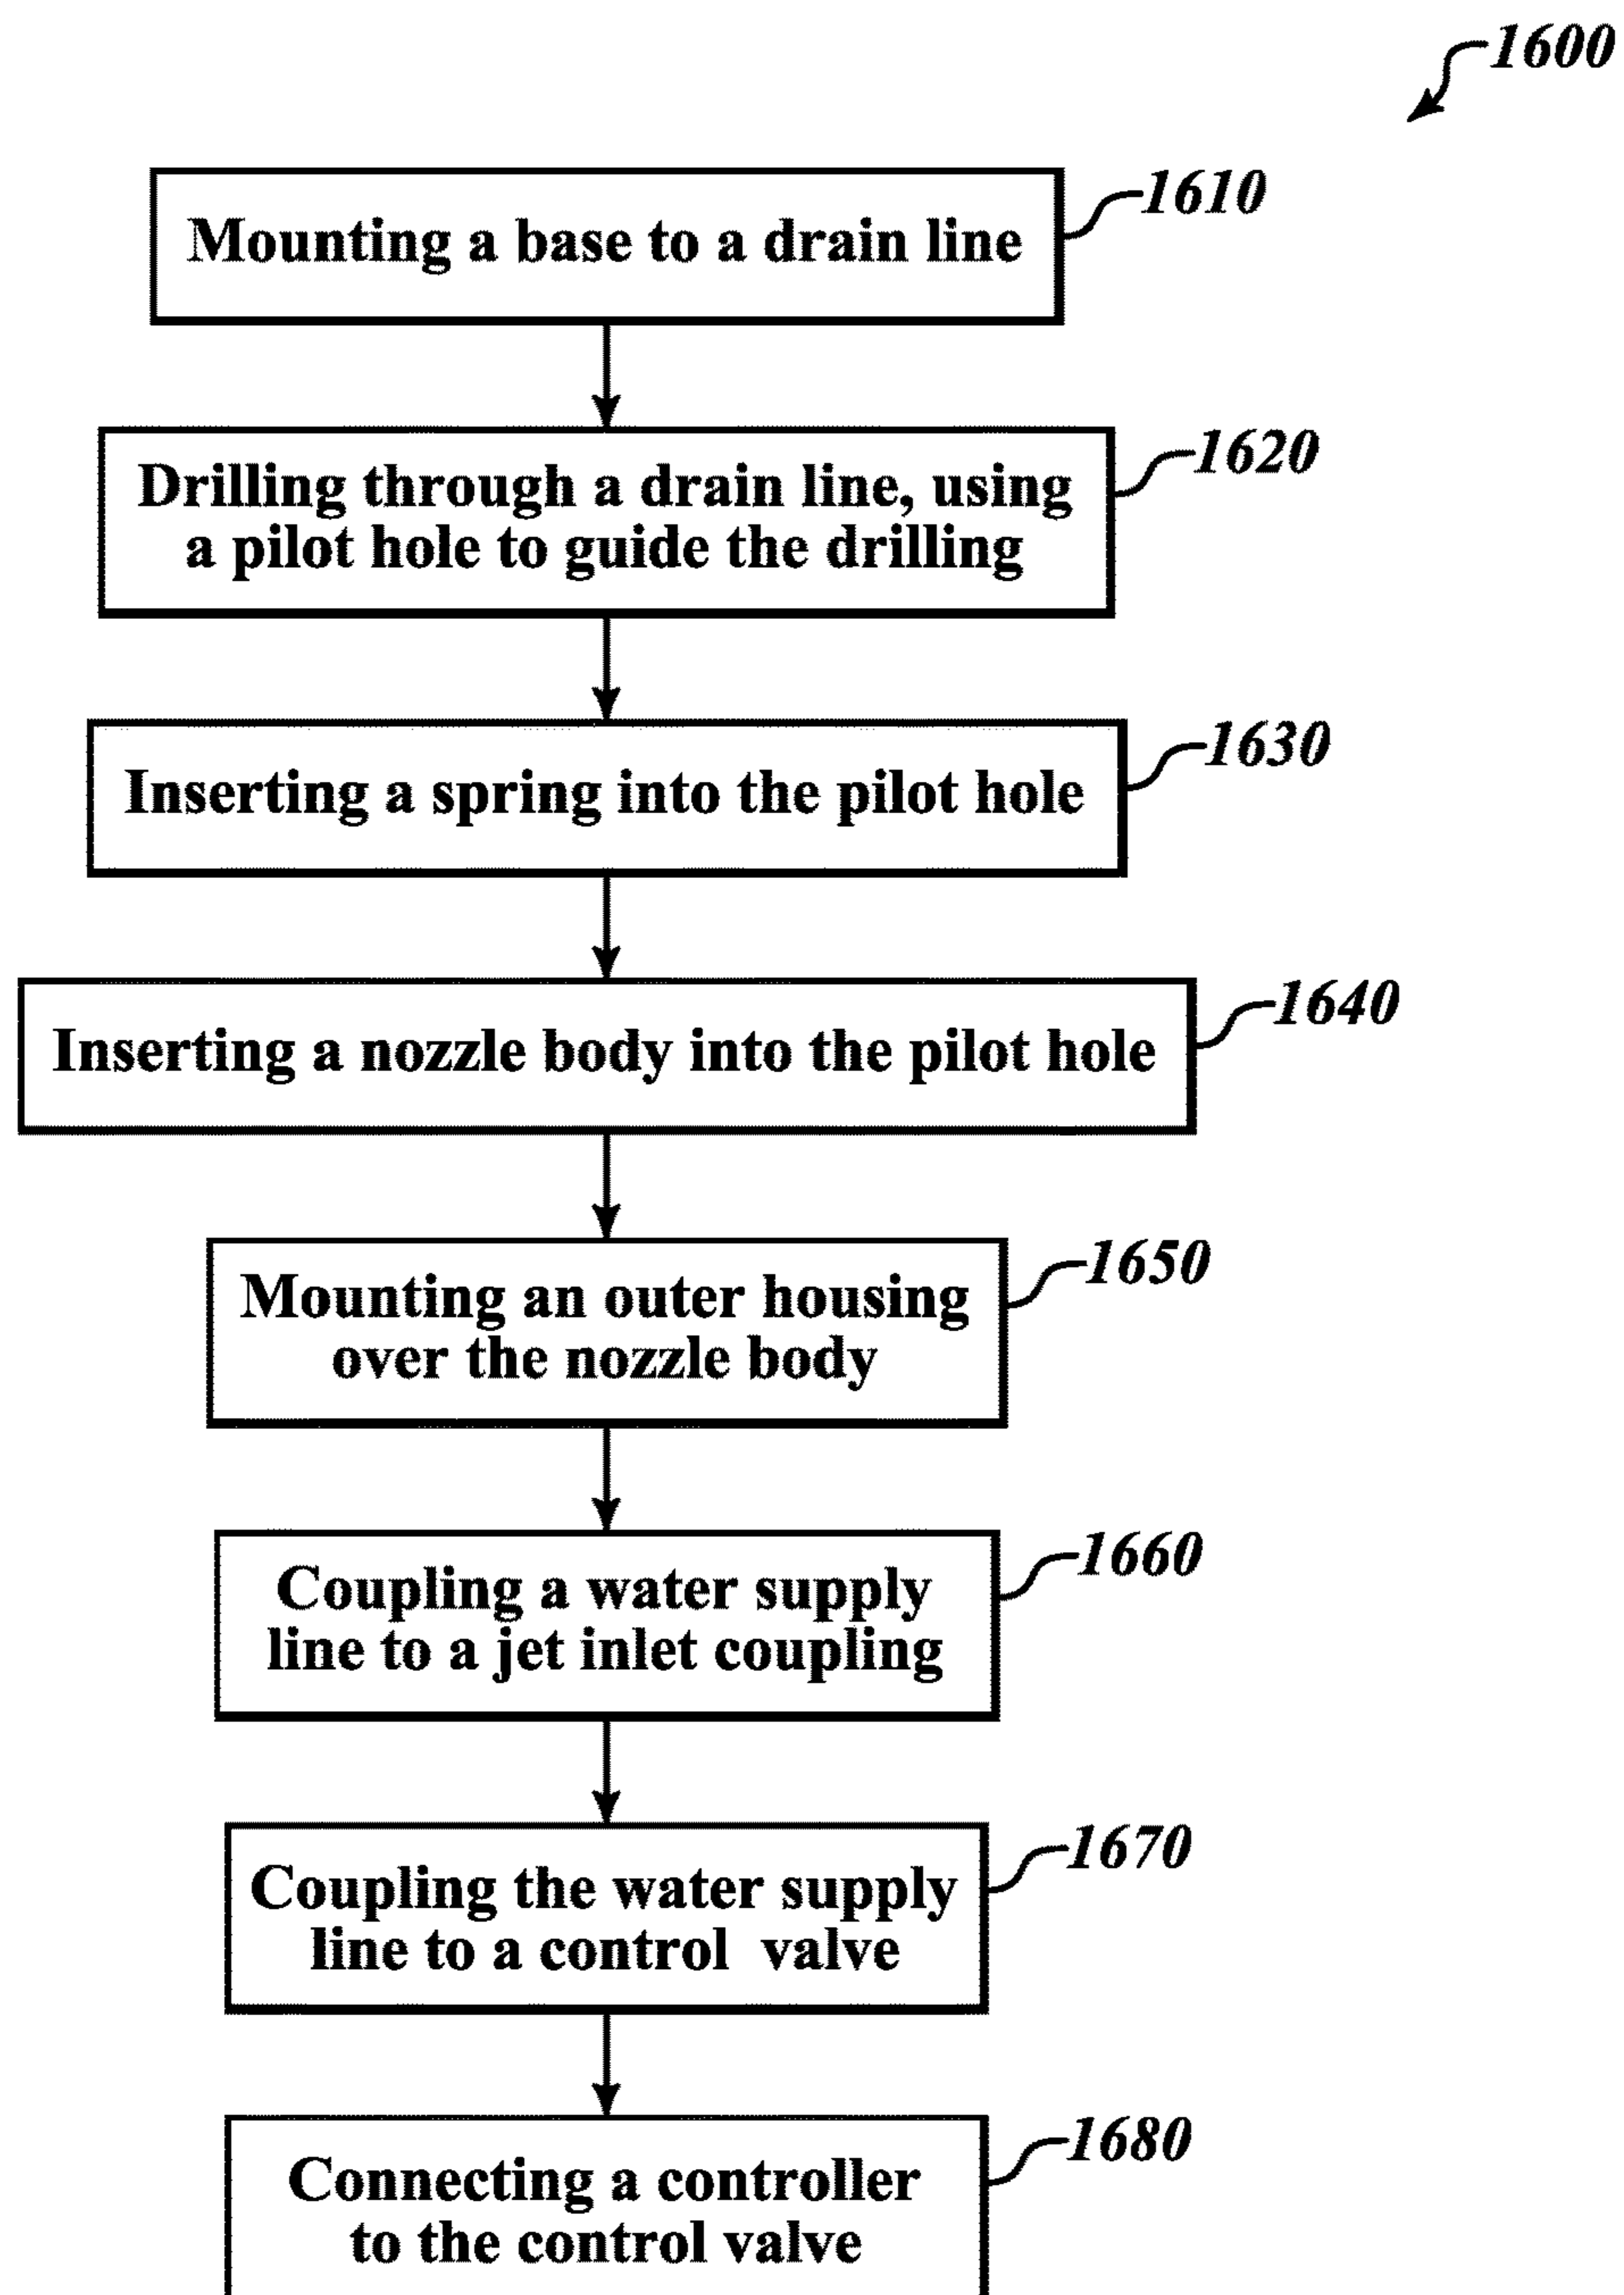 1600
1610
Mounting a base to a drain line
1620
Drilling through a drain line, using
a pilot hole to guide the drilling
1630
Inserting a spring into the pilot hole
1640
Inserting a nozzle body into the pilot hole
1650
Mounting an outer housing
over the nozzle body
1660
Coupling a water supply
line to a jet inlet coupling
1670
Coupling the water supply
line to a control  valve
1680
Connecting a controller
to the control valve